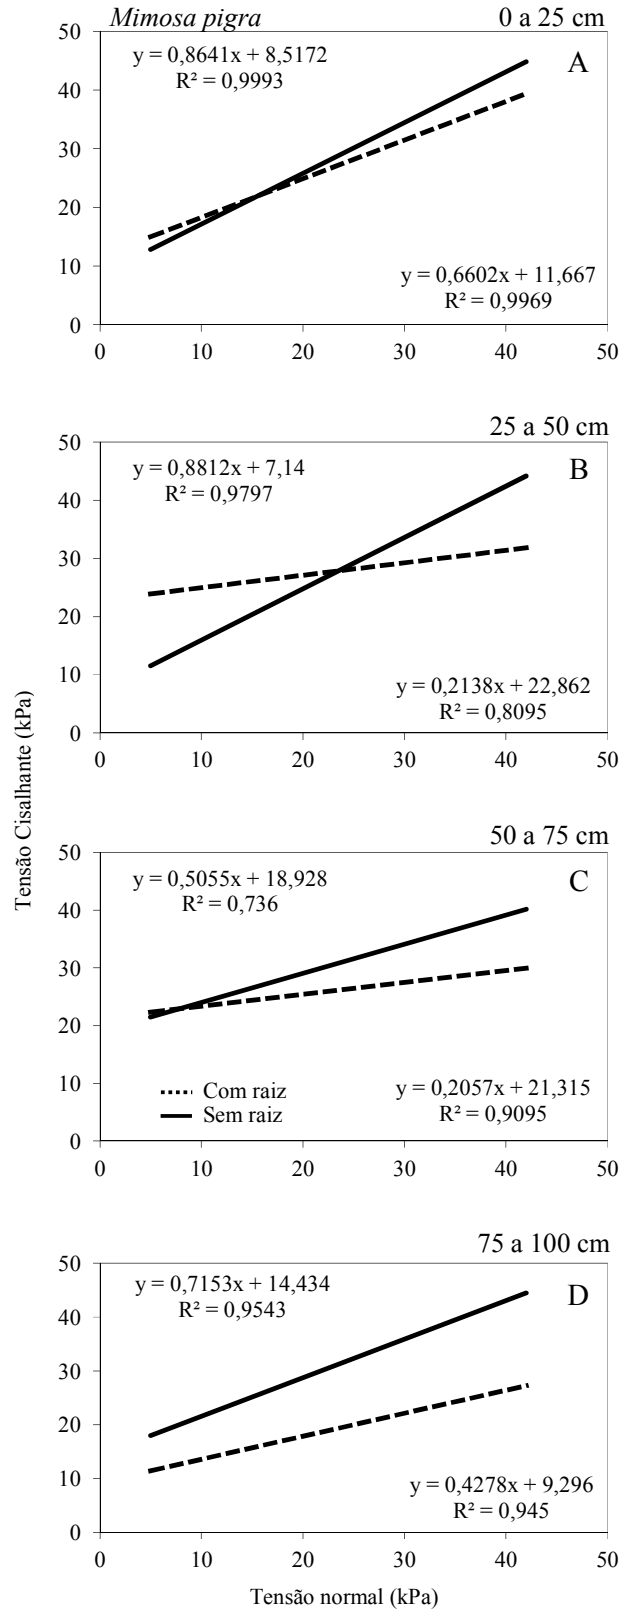 Mimosa pigra
0 a 25 cm
50
y = 0,8641x + 8,5172
R² = 0,9993
A
40
30
20
10
y = 0,6602x + 11,667
R² = 0,9969
0
0 10 20 30 40 50
25 a 50 cm
50
y = 0,8812x + 7,14
R² = 0,9797
B
40
30
20
10
y = 0,2138x + 22,862
R² = 0,8095
0
0 10 20 30 40 50
Tensão Cisalhante (kPa)
50 a 75 cm
50
y = 0,5055x + 18,928
R² = 0,736
C
40
30
20
10
Com raiz
Sem raiz
y = 0,2057x + 21,315
R² = 0,9095
0
0 10 20 30 40 50
75 a 100 cm
50
y = 0,7153x + 14,434
R² = 0,9543
D
40
30
20
10
y = 0,4278x + 9,296
R² = 0,945
0
0 10 20 30 40 50
Tensão normal (kPa)